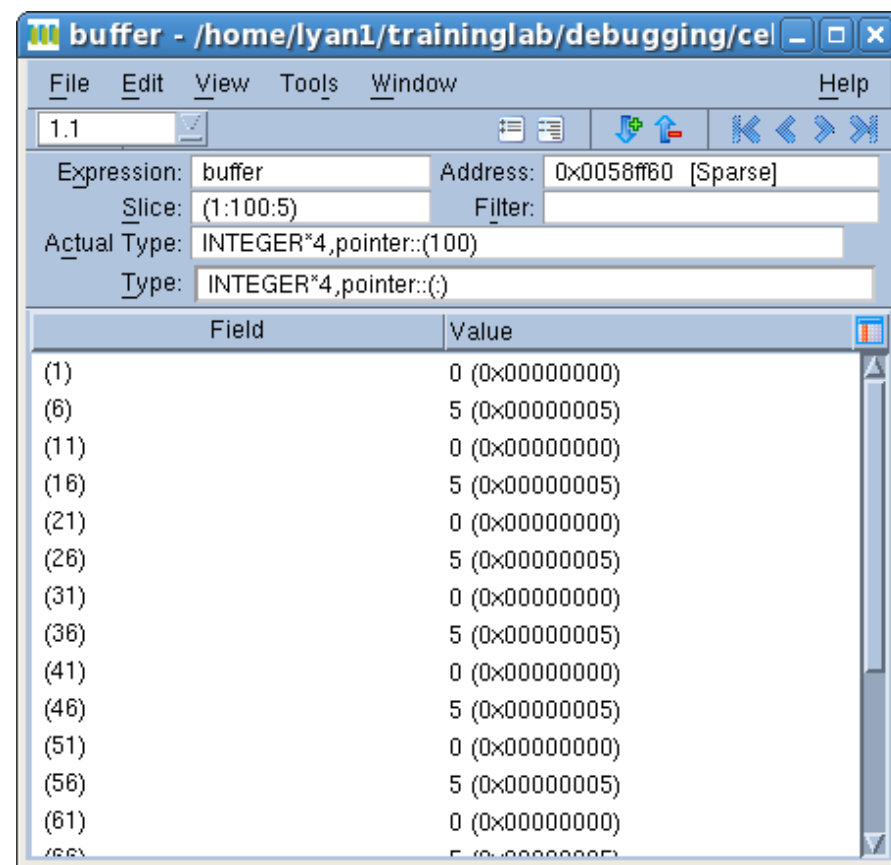 buffer - /home/lyan1/traininglab/debugging/cel
File Edit View Tools Window Help
1.1
Expression: buffer Address: 0x0058ff60 [Sparse]
Slice: (1:100:5) Filter:
Actual Type: INTEGER*4,pointer::(100)
Type: INTEGER*4,pointer::(:)
Field Value
(1) 0 (0x00000000)
(6) 5 (0x00000005)
(11) 0 (0x00000000)
(16) 5 (0x00000005)
(21) 0 (0x00000000)
(26) 5 (0x00000005)
(31) 0 (0x00000000)
(36) 5 (0x00000005)
(41) 0 (0x00000000)
(46) 5 (0x00000005)
(51) 0 (0x00000000)
(56) 5 (0x00000005)
(61) 0 (0x00000000)